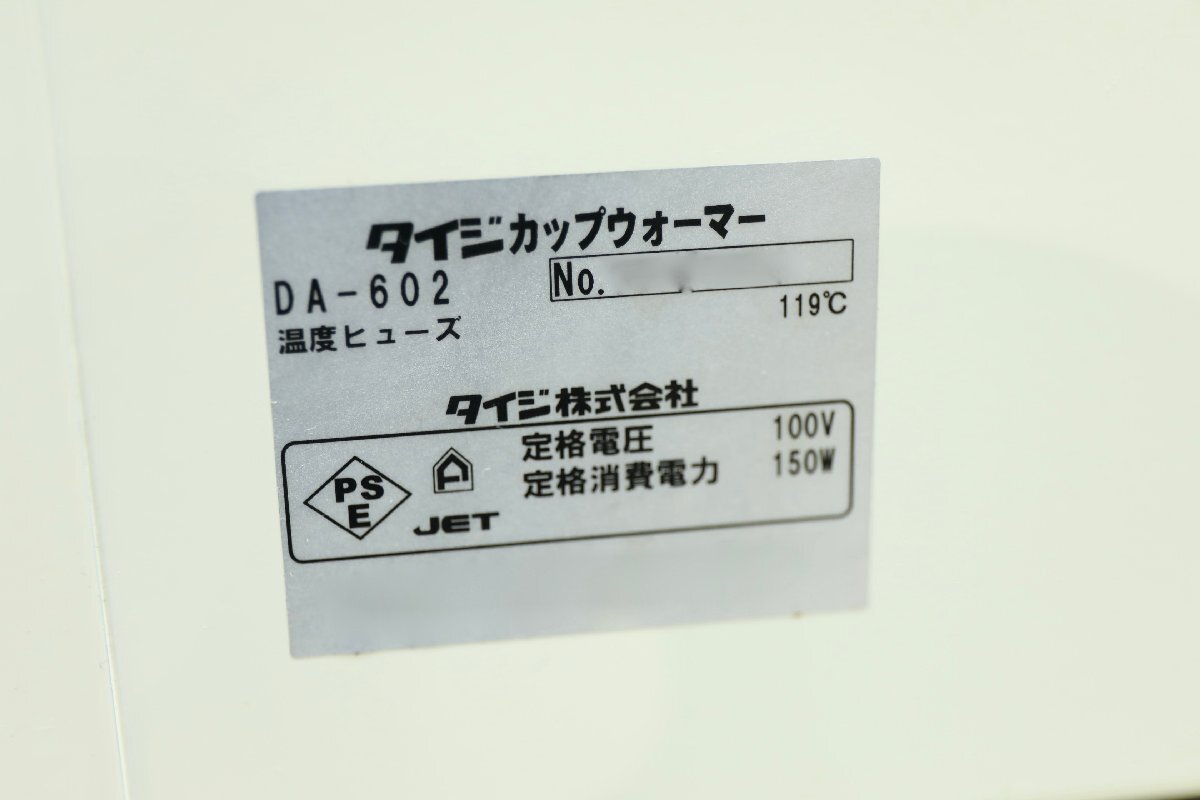 タイジカップウォーマー
DA-602
No.
温度ヒューズ 119℃
タイジ株式会社
PS
E
JET
定格電圧 100V
定格消費電力 150W